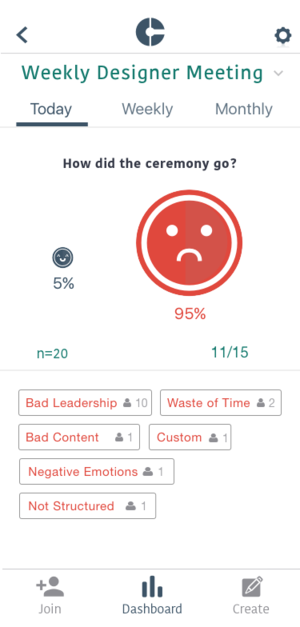 Weekly Designer Meeting
Today Weekly Monthly
How did the ceremony go?
5%
95%
n=20 11/15
Bad Leadership 10 Waste of Time 2
Bad Content 1 Custom 1
Negative Emotions 1
Not Structured 1
Join Dashboard Create